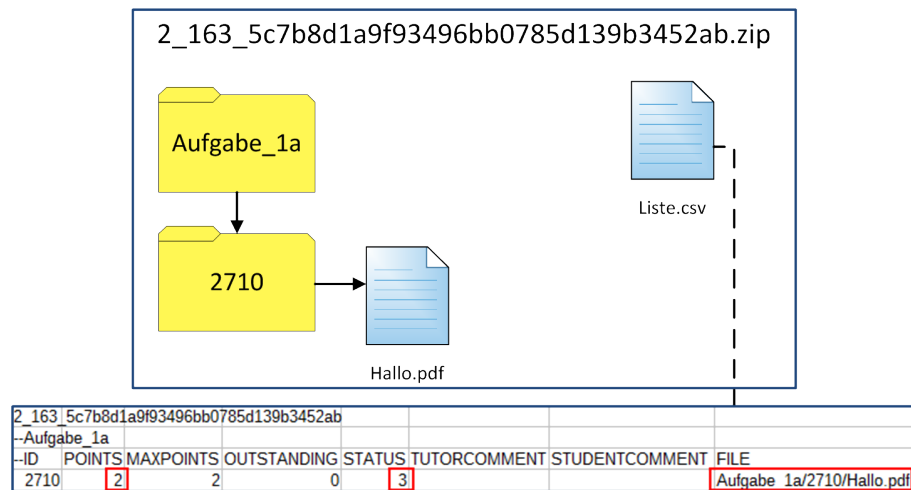 2_163_5c7b8d1a9f93496bb0785d139b3452ab.zip
Aufgabe_1a
Liste.csv
2710
Hallo.pdf
2_163_5c7b8d1a9f93496bb0785d139b3452ab
--Aufgabe_1a
--ID POINTS MAXPOINTS OUTSTANDING STATUS TUTORCOMMENT STUDENTCOMMENT FILE
2710 2 2 0 3 Aufgabe_1a/2710/Hallo.pdf